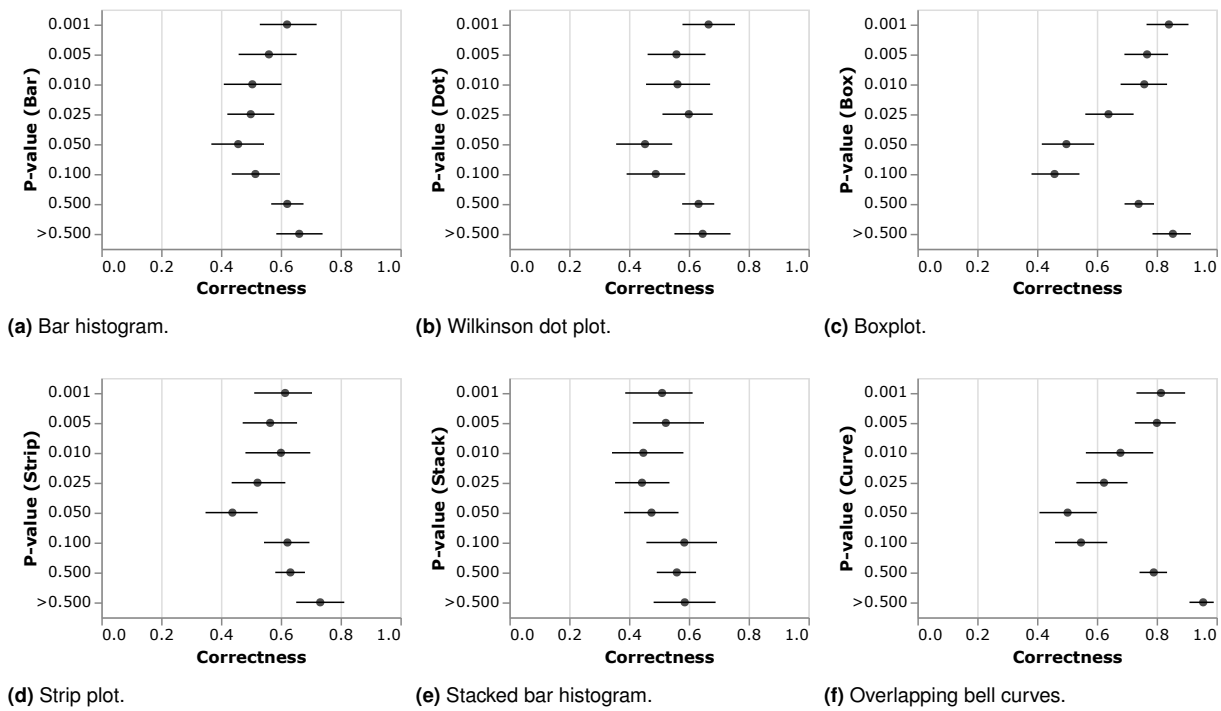 P-value (Bar)
0.001
0.005
0.010
0.025
0.050
0.100
0.500
>0.500
0.0 0.2 0.4 0.6 0.8 1.0
Correctness
(a) Bar histogram.
P-value (Dot)
0.001
0.005
0.010
0.025
0.050
0.100
0.500
>0.500
0.0 0.2 0.4 0.6 0.8 1.0
Correctness
(b) Wilkinson dot plot.
P-value (Box)
0.001
0.005
0.010
0.025
0.050
0.100
0.500
>0.500
0.0 0.2 0.4 0.6 0.8 1.0
Correctness
(c) Boxplot.
P-value (Strip)
0.001
0.005
0.010
0.025
0.050
0.100
0.500
>0.500
0.0 0.2 0.4 0.6 0.8 1.0
Correctness
(d) Strip plot.
P-value (Stack)
0.001
0.005
0.010
0.025
0.050
0.100
0.500
>0.500
0.0 0.2 0.4 0.6 0.8 1.0
Correctness
(e) Stacked bar histogram.
P-value (Curve)
0.001
0.005
0.010
0.025
0.050
0.100
0.500
>0.500
0.0 0.2 0.4 0.6 0.8 1.0
Correctness
(f) Overlapping bell curves.